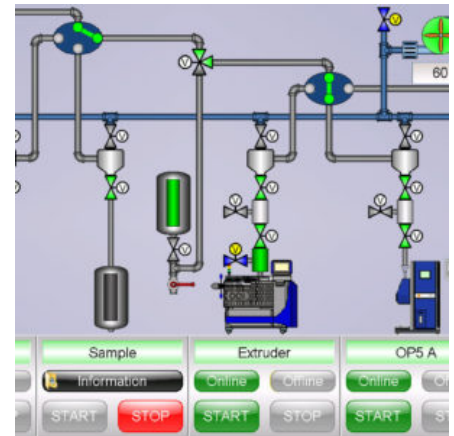 V
60
V
V
V
V
V
V
V
V
V
V
V
V
V
Sample
Extruder
OP5 A
Information
Online
Offline
Online
START
STOP
START
STOP
START